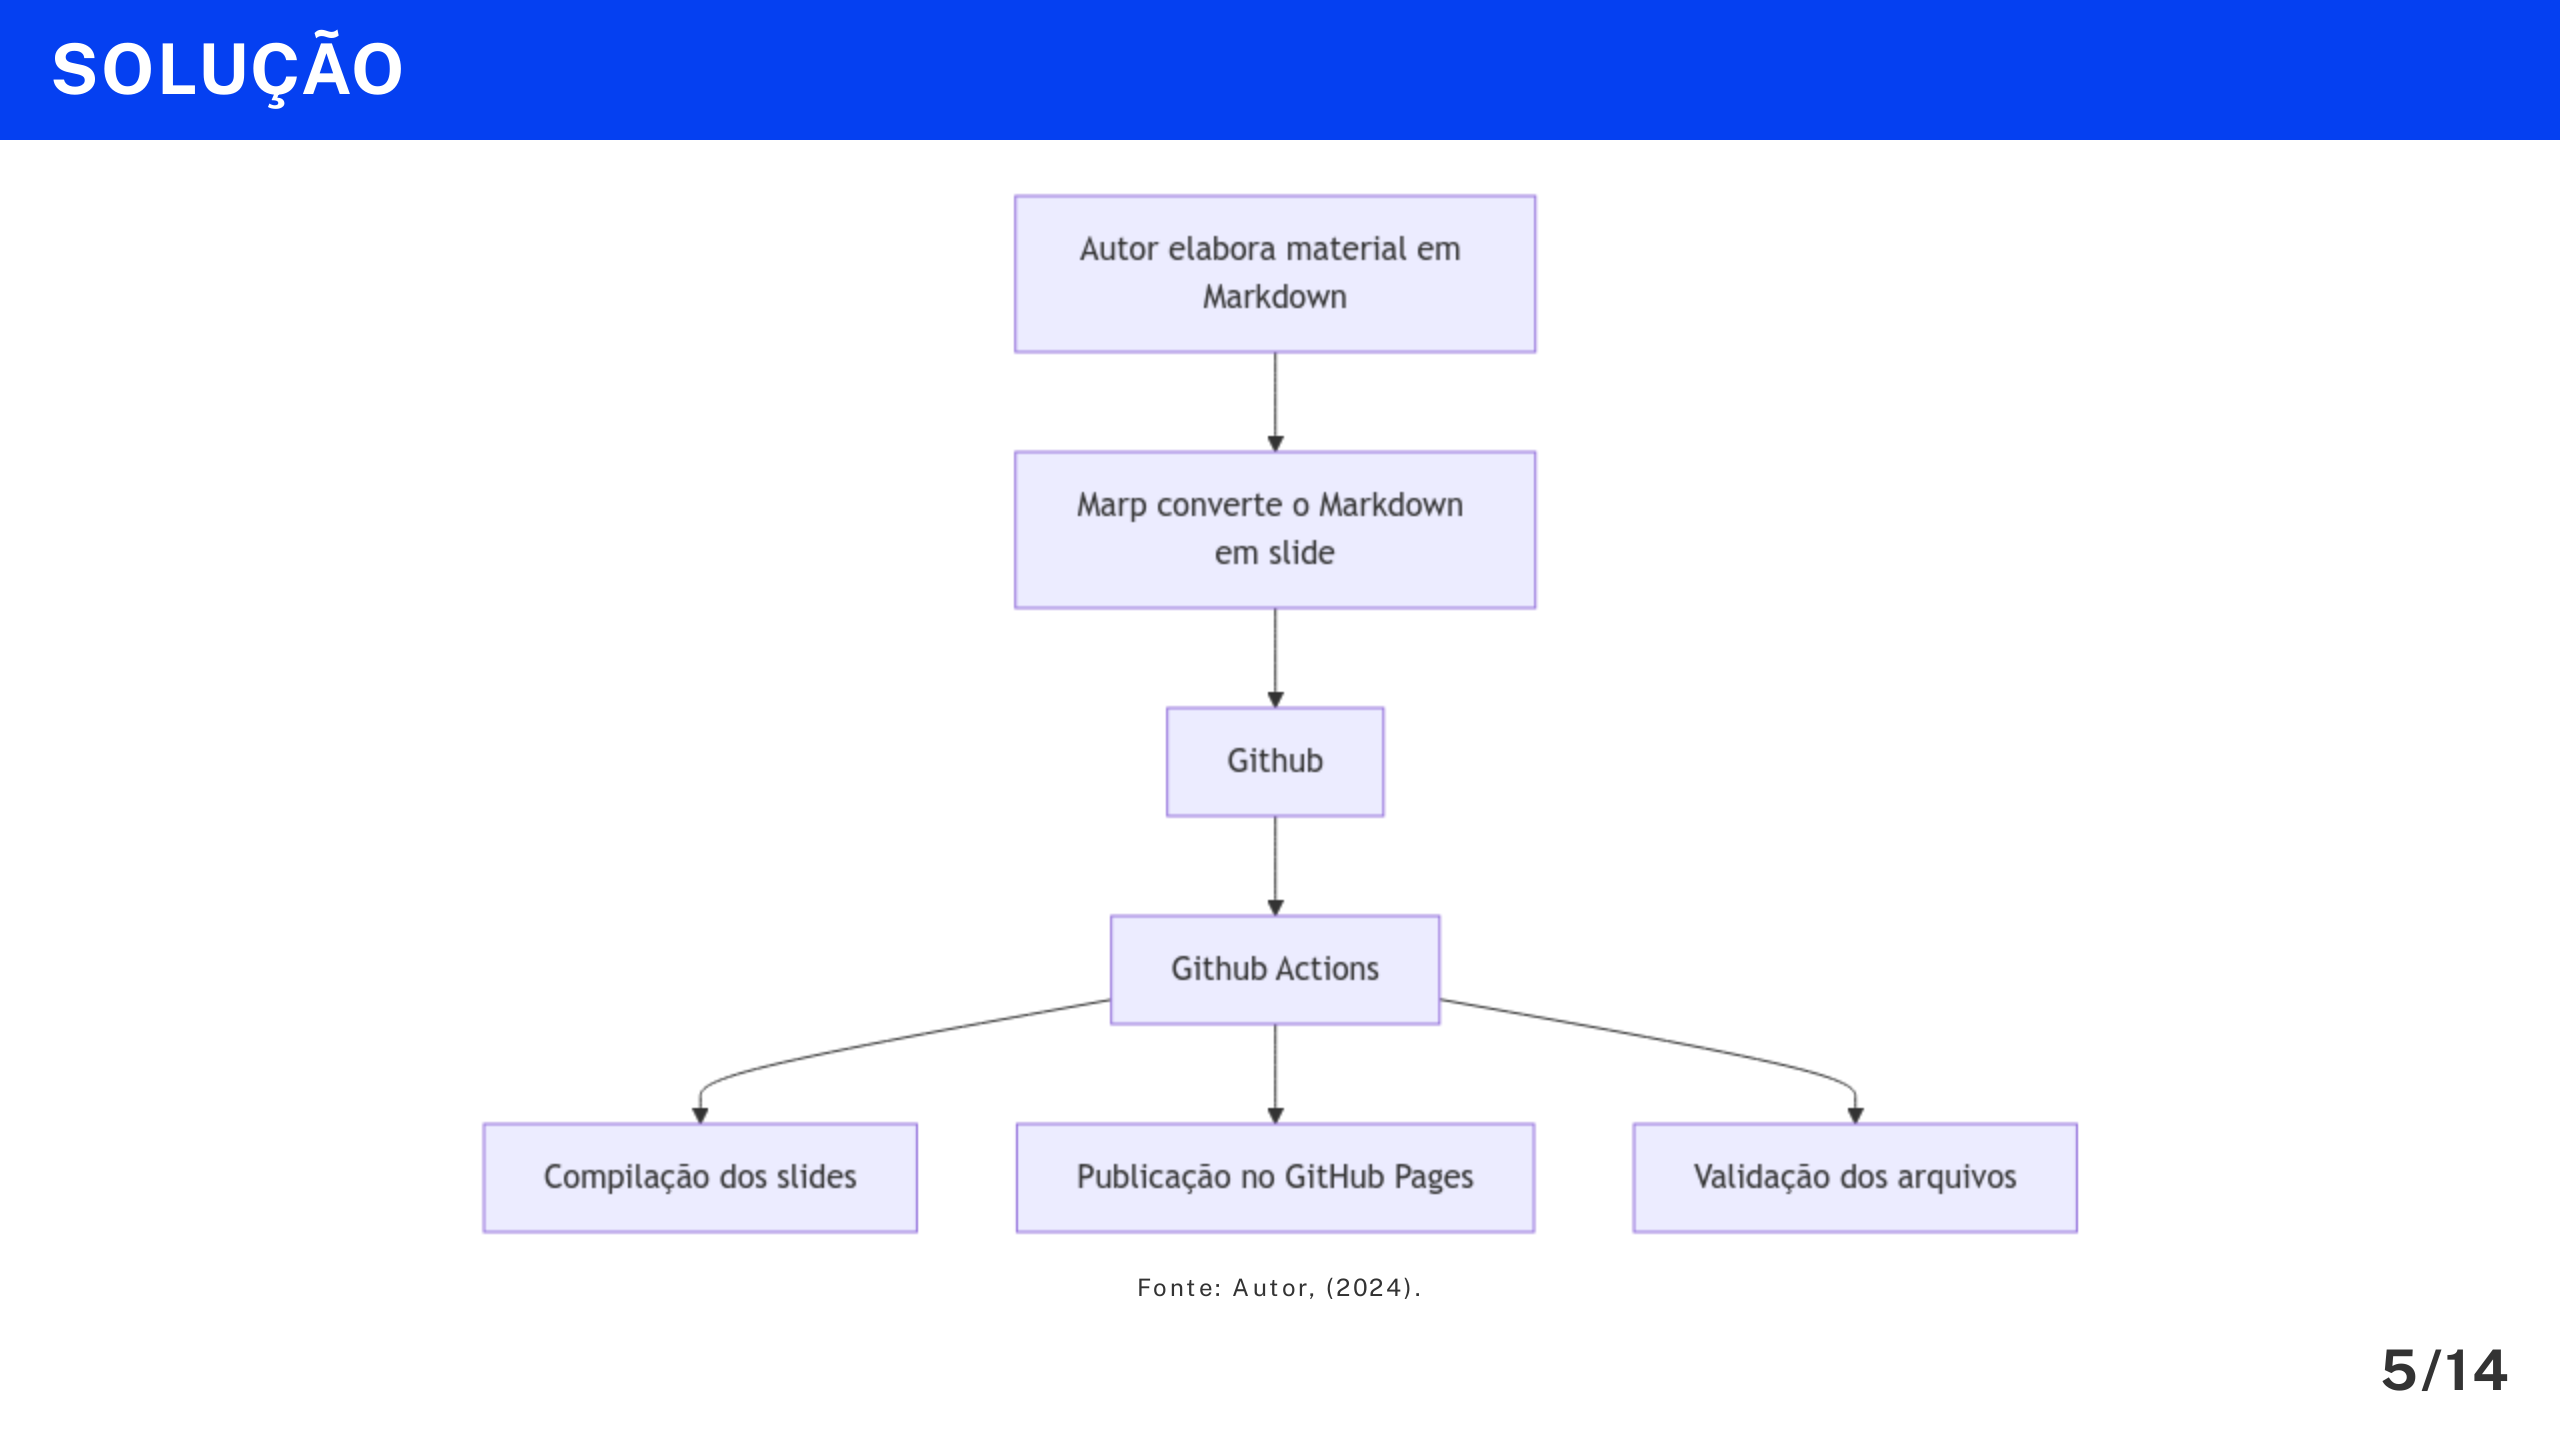 SOLUÇÃO
Autor elabora material em
Markdown
Marp converte o Markdown
em slide
Github
Github Actions
Compilação dos slides
Publicação no GitHub Pages
Validação dos arquivos
Fonte: Autor, (2024).
5/14